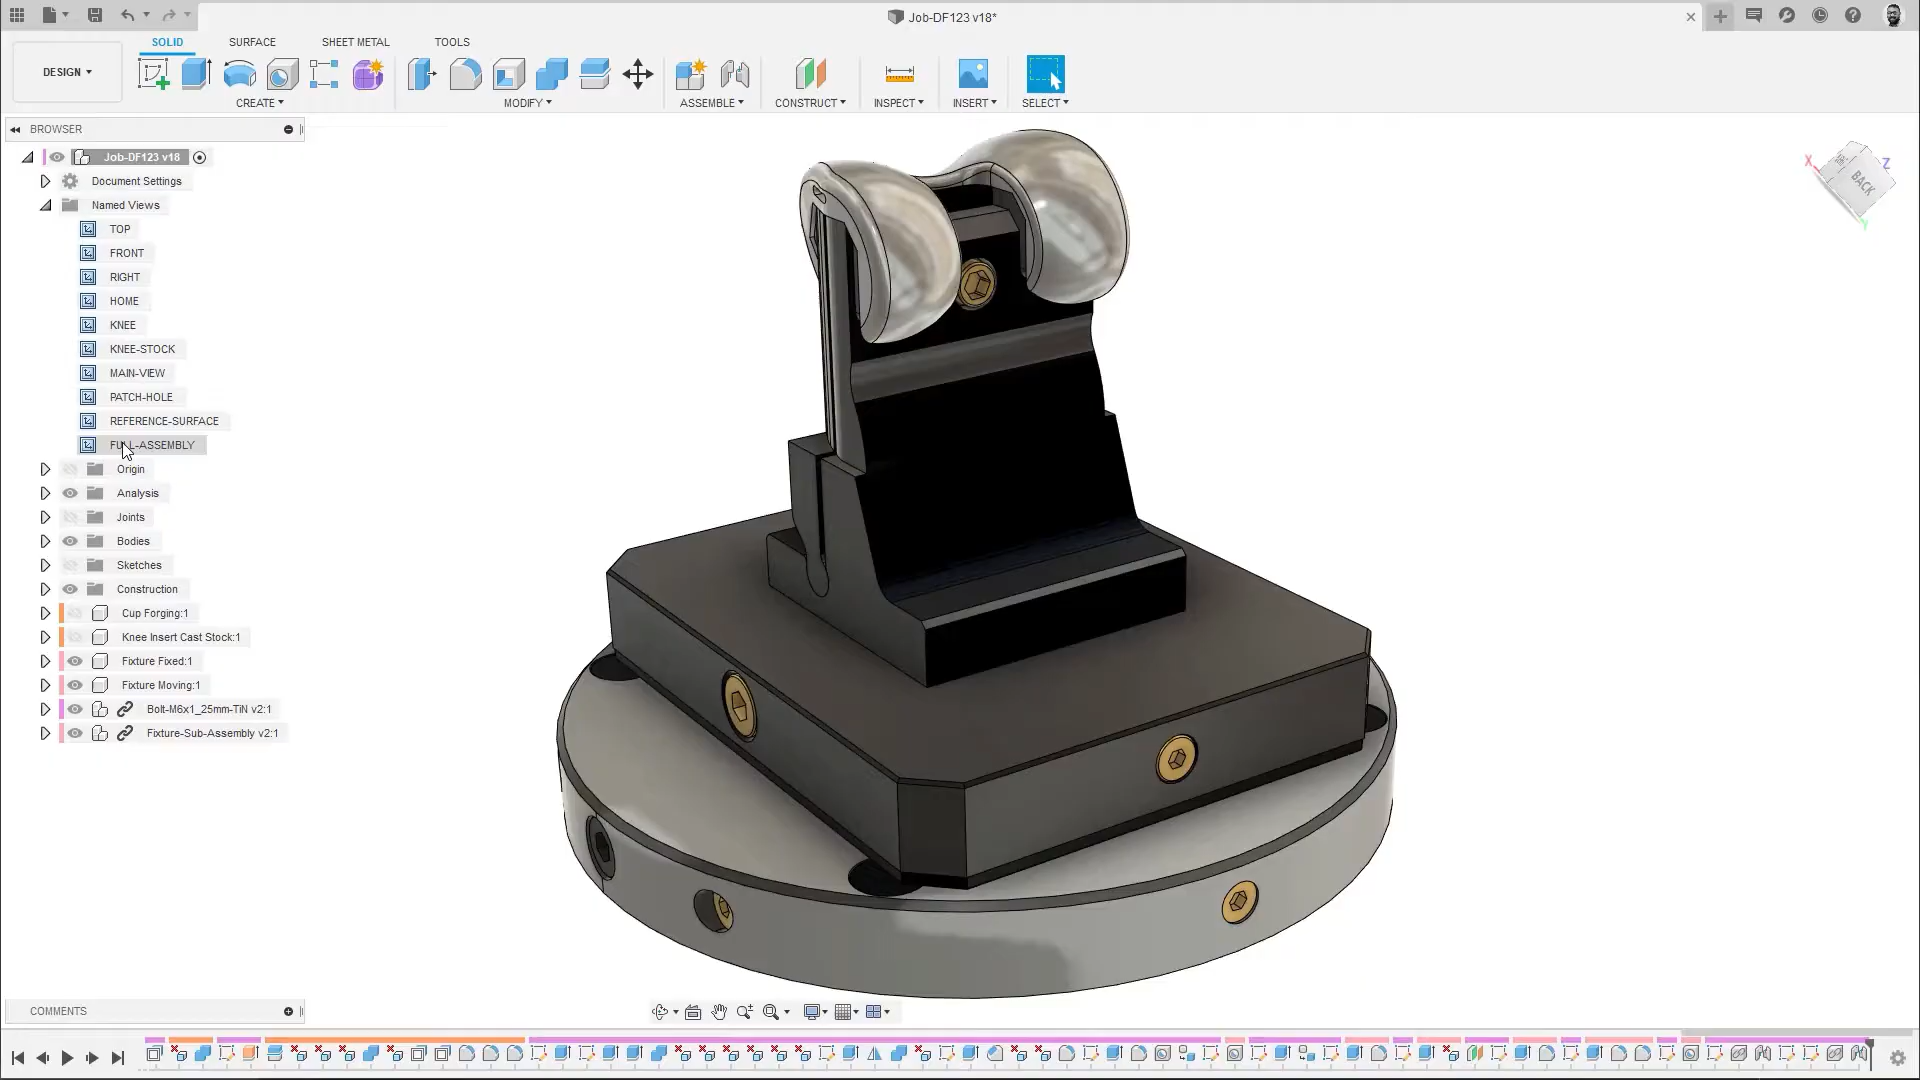 Job-DF123 v18*
SOLID SURFACE SHEET METAL TOOLS
DESIGN
CREATE MODIFY ASSEMBLE CONSTRUCT INSPECT INSERT SELECT
BROWSER
Job-DF123 v18
Document Settings
Named Views
TOP
FRONT
RIGHT
HOME
KNEE
KNEE-STOCK
MAIN-VIEW
PATCH-HOLE
REFERENCE-SURFACE
FULL-ASSEMBLY
Origin
Analysis
Joints
Bodies
Sketches
Construction
Cup Forging:1
Knee Insert Cast Stock:1
Fixture Fixed:1
Fixture Moving:1
Bolt-M6x1_25mm-TiN v2:1
Fixture-Sub-Assembly v2:1
X
Z
BACK
Y
COMMENTS